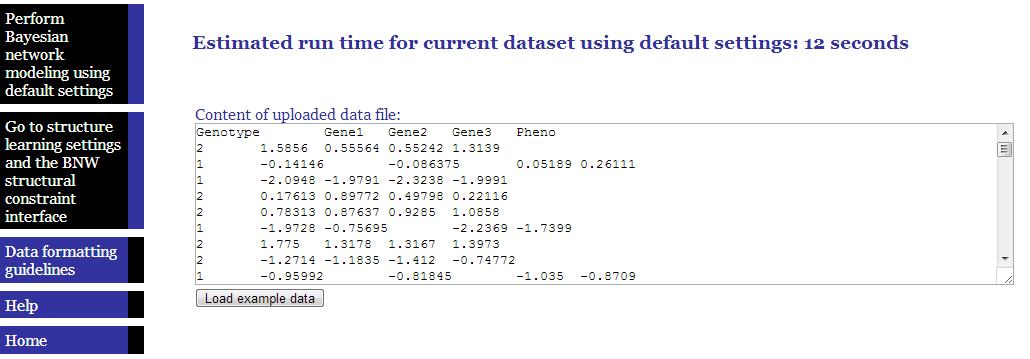 Perform
Bayesian
network
modeling using
default settings
Go to structure
learning settings
and the BNW
structural
constraint
interface
Data formatting
guidelines
Help
Home
Estimated run time for current dataset using default settings: 12 seconds
Content of uploaded data file:
Genotype Gene1 Gene2 Gene3 Pheno
2 1.5856 0.55564 0.55242 1.3139
1 -0.14146 -0.086375 0.05189 0.26111
1 -2.0948 -1.9791 -2.3238 -1.9991
2 0.17613 0.89772 0.49798 0.22116
2 0.78313 0.87637 0.9285 1.0858
1 -1.9728 -0.75695 -2.2369 -1.7399
2 1.775 1.3178 1.3167 1.3973
2 -1.2714 -1.1835 -1.412 -0.74772
1 -0.95992 -0.81845 -1.035 -0.8709
Load example data